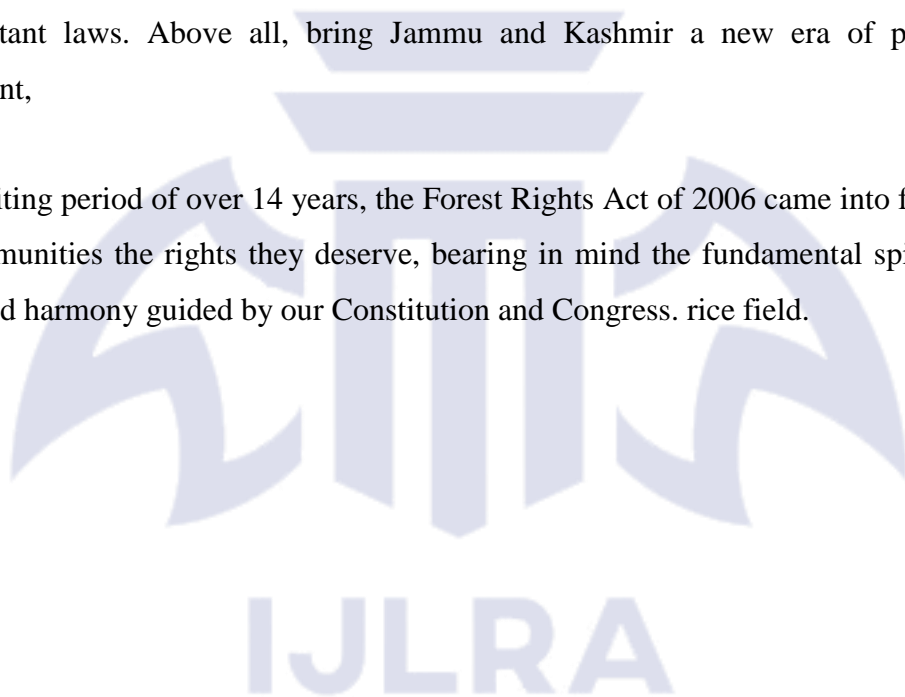 tant laws. Above all, bring Jammu and Kashmir a new era of p
nt,
iting period of over 14 years, the Forest Rights Act of 2006 came into f
munities the rights they deserve, bearing in mind the fundamental spi
d harmony guided by our Constitution and Congress. rice field.
IJLRA